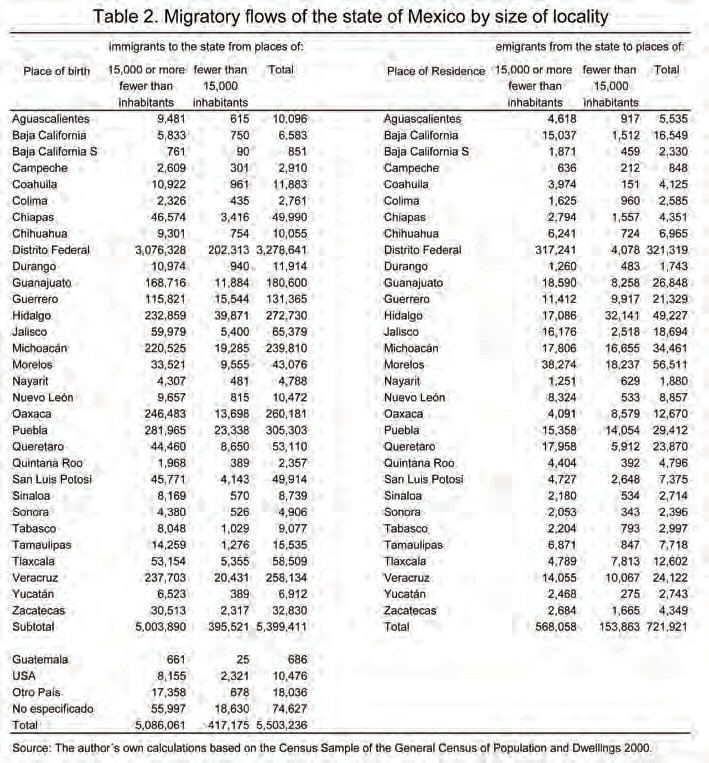 Table 2. Migratory flows of the state of Mexico by size of locality
immigrants to the state from places of: emigrants from the state to places of:
Place of birth 15,000 or more fewer than Total Place of Residence 15,000 or more fewer than Total
fewer than 15,000 fewer than 15,000
inhabitants inhabitants inhabitants inhabitants
Aguascalientes 9,481 615 10,096 Aguascalientes 4,618 917 5,535
Baja California 5,833 750 6,583 Baja California 15,037 1,512 16,549
Baja California S 761 90 851 Baja California S 1,871 459 2,330
Campeche 2,609 301 2,910 Campeche 636 212 848
Coahuila 10,922 961 11,883 Coahuila 3,974 151 4,125
Colima 2,326 435 2,761 Colima 1,625 960 2,585
Chiapas 46,574 3,416 49,990 Chiapas 2,794 1,557 4,351
Chihuahua 9,301 754 10,055 Chihuahua 6,241 724 6,965
Distrito Federal 3,076,328 202,313 3,278,641 Distrito Federal 317,241 4,078 321,319
Durango 10,974 940 11,914 Durango 1,260 483 1,743
Guanajuato 168,716 11,884 180,600 Guanajuato 18,590 8,258 26,848
Guerrero 115,821 15,544 131,365 Guerrero 11,412 9,917 21,329
Hidalgo 232,859 39,871 272,730 Hidalgo 17,086 32,141 49,227
Jalisco 59,979 5,400 65,379 Jalisco 16,176 2,518 18,694
Michoacán 220,525 19,285 239,810 Michoacán 17,806 16,655 34,461
Morelos 33,521 9,555 43,076 Morelos 38,274 18,237 56,511
Nayarit 4,307 481 4,788 Nayarit 1,251 629 1,880
Nuevo León 9,657 815 10,472 Nuevo León 8,324 533 8,857
Oaxaca 246,483 13,698 260,181 Oaxaca 4,091 8,579 12,670
Puebla 281,965 23,338 305,303 Puebla 15,358 14,054 29,412
Queretaro 44,460 8,650 53,110 Queretaro 17,958 5,912 23,870
Quintana Roo 1,968 389 2,357 Quintana Roo 4,404 392 4,796
San Luis Potosí 45,771 4,143 49,914 San Luis Potosí 4,727 2,648 7,375
Sinaloa 8,169 570 8,739 Sinaloa 2,180 534 2,714
Sonora 4,380 526 4,906 Sonora 2,053 343 2,396
Tabasco 8,048 1,029 9,077 Tabasco 2,204 793 2,997
Tamaulipas 14,259 1,276 15,535 Tamaulipas 6,871 847 7,718
Tlaxcala 53,154 5,355 58,509 Tlaxcala 4,789 7,813 12,602
Veracruz 237,703 20,431 258,134 Veracruz 14,055 10,067 24,122
Yucatán 6,523 389 6,912 Yucatán 2,468 275 2,743
Zacatecas 30,513 2,317 32,830 Zacatecas 2,684 1,665 4,349
Subtotal 5,003,890 395,521 5,399,411 Total 568,058 153,863 721,921
Guatemala 661 25 686
USA 8,155 2,321 10,476
Otro País 17,358 678 18,036
No especificado 55,997 18,630 74,627
Total 5,086,061 417,175 5,503,236
Source: The author´s own calculations based on the Census Sample of the General Census of Population and Dwellings 2000.